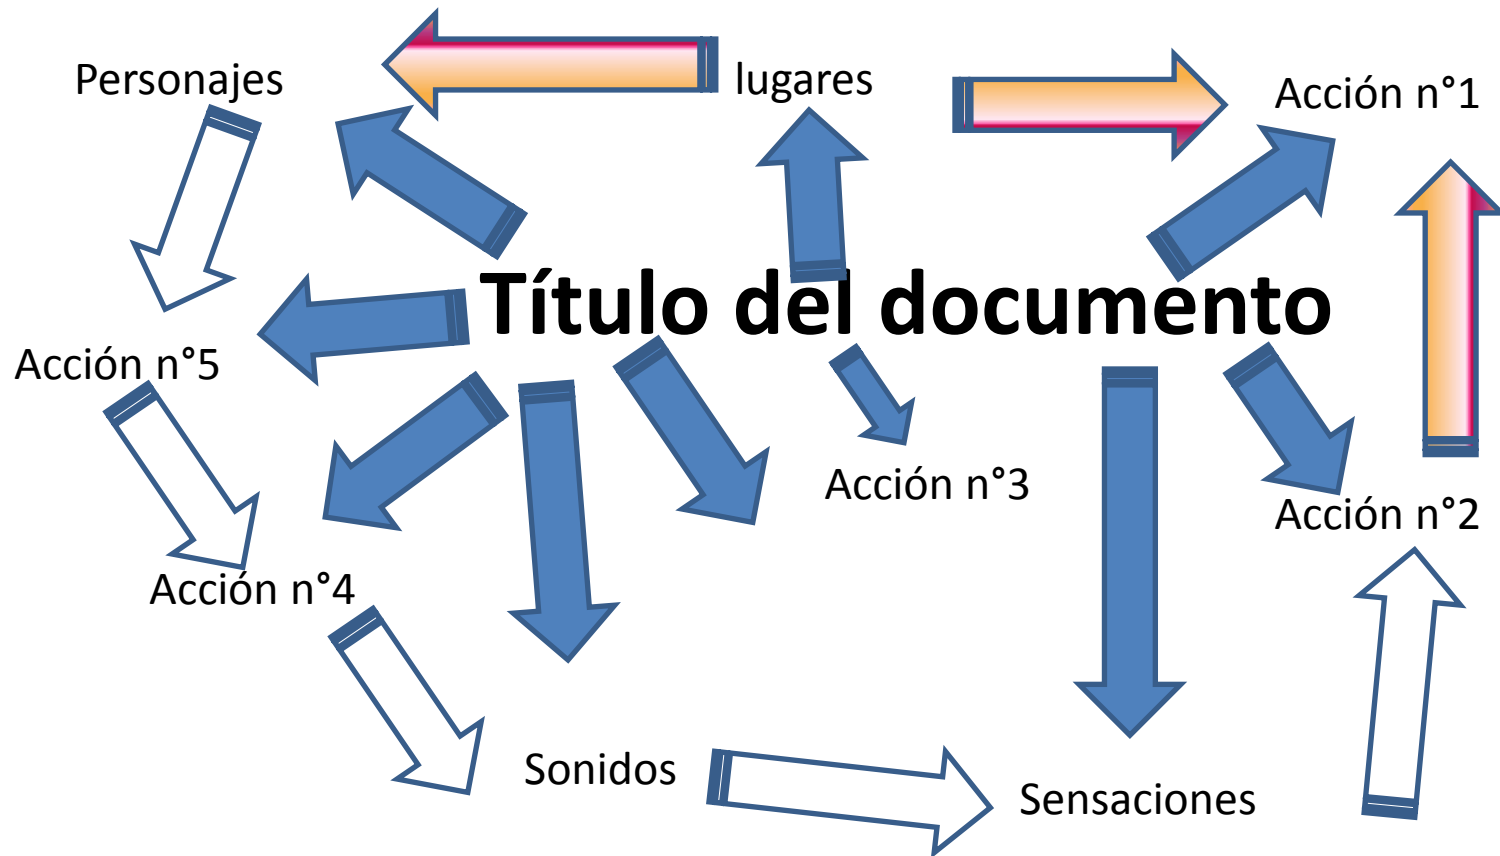 Personajes
lugares
Acción n°1
Título del documento
Acción n°5
Acción n°3
Acción n°2
Acción n°4
Sonidos
Sensaciones